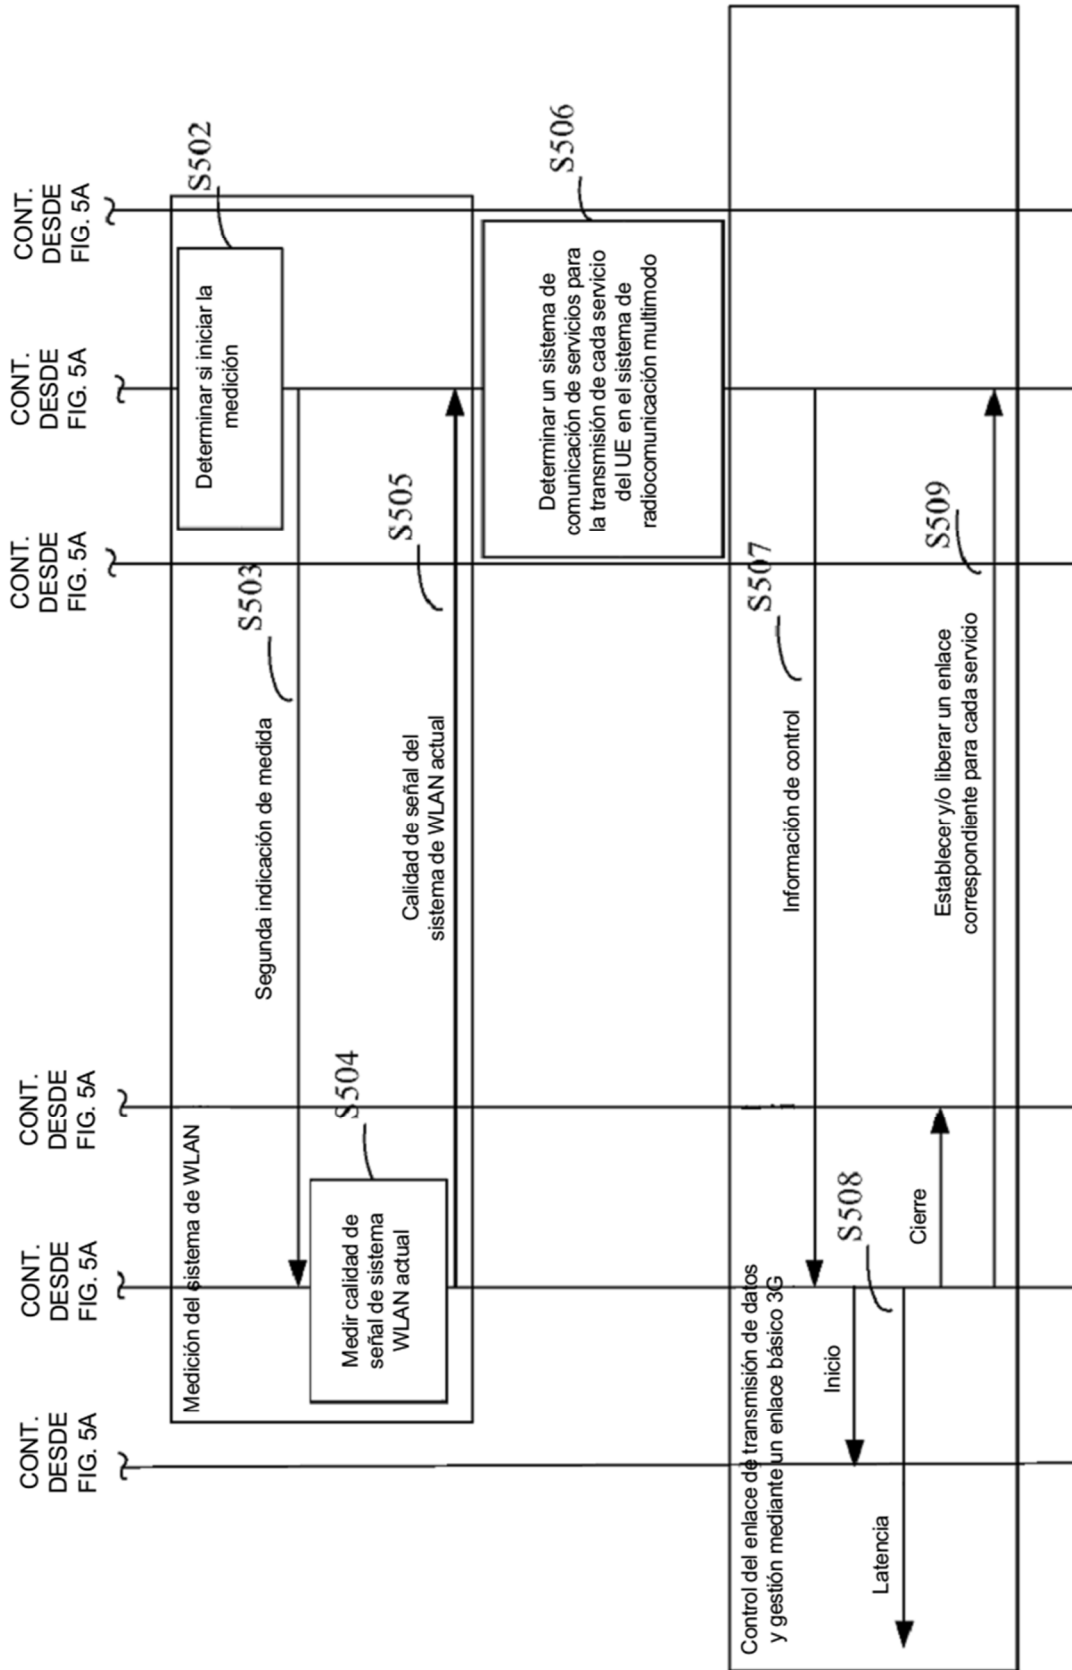 CONT.
DESDE
FIG. 5A
CONT.
DESDE
FIG. 5A
CONT.
DESDE
FIG. 5A
CONT.
DESDE
FIG. 5A
CONT.
DESDE
FIG. 5A
CONT.
DESDE
FIG. 5A
Medición del sistema de WLAN
S502
Determinar si iniciar la
medición
S503
Segunda indicación de medida
S504
Medir calidad de
señal de sistema
WLAN actual
S505
Calidad de señal del
sistema de WLAN actual
S506
Determinar un sistema de
comunicación de servicios para
la transmisión de cada servicio
del UE en el sistema de
radiocomunicación multimodo
Control del enlace de transmisión de datos
y gestión mediante un enlace básico 3G
S507
Información de control
Inicio
S508
Latencia
Cierre
S509
Establecer y/o liberar un enlace
correspondiente para cada servicio